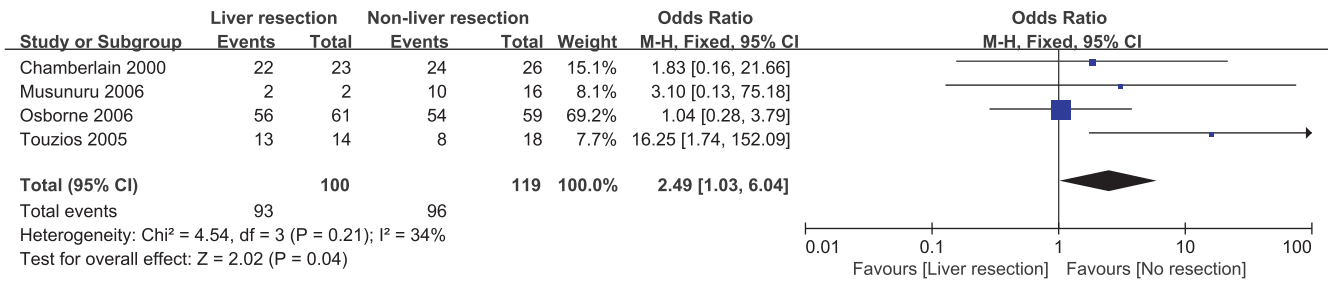 Liver resection Non-liver resection Odds Ratio Odds Ratio
Study or Subgroup Events Total Events Total Weight M-H, Fixed, 95% CI M-H, Fixed, 95% CI
Chamberlain 2000 22 23 24 26 15.1% 1.83 [0.16, 21.66]
Musunuru 2006 2 2 10 16 8.1% 3.10 [0.13, 75.18]
Osborne 2006 56 61 54 59 69.2% 1.04 [0.28, 3.79]
Touzios 2005 13 14 8 18 7.7% 16.25 [1.74, 152.09]
Total (95% CI) 100 119 100.0% 2.49 [1.03, 6.04]
Total events 93 96
Heterogeneity: Chi² = 4.54, df = 3 (P = 0.21); I² = 34%
Test for overall effect: Z = 2.02 (P = 0.04)
0.01 0.1 1 10 100
Favours [Liver resection] Favours [No resection]